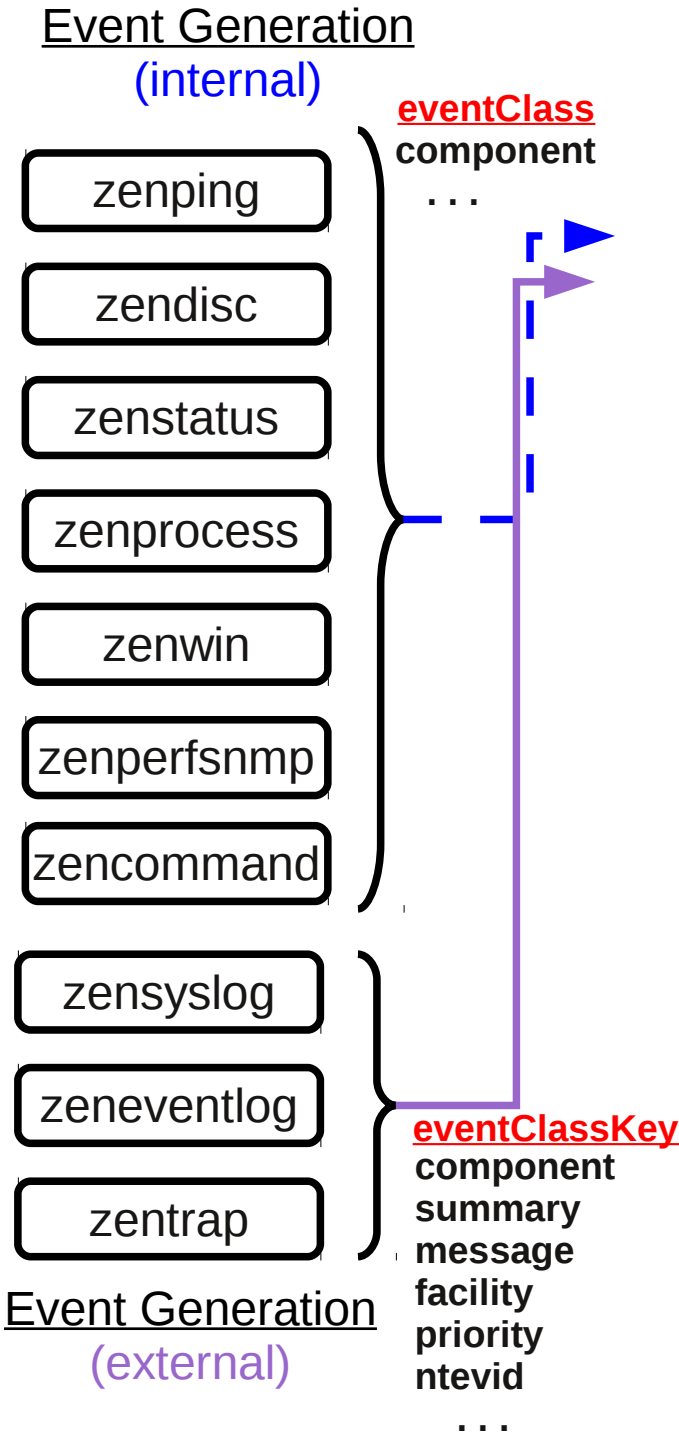 Event Generation
(internal)
eventClass
component
. . .
zenping
zendisc
zenstatus
zenprocess
zenwin
zenperfsnmp
zencommand
zensyslog
zeneventlog
zentrap
Event Generation
(external)
eventClassKey
component
summary
message
facility
priority
ntevid
. . .